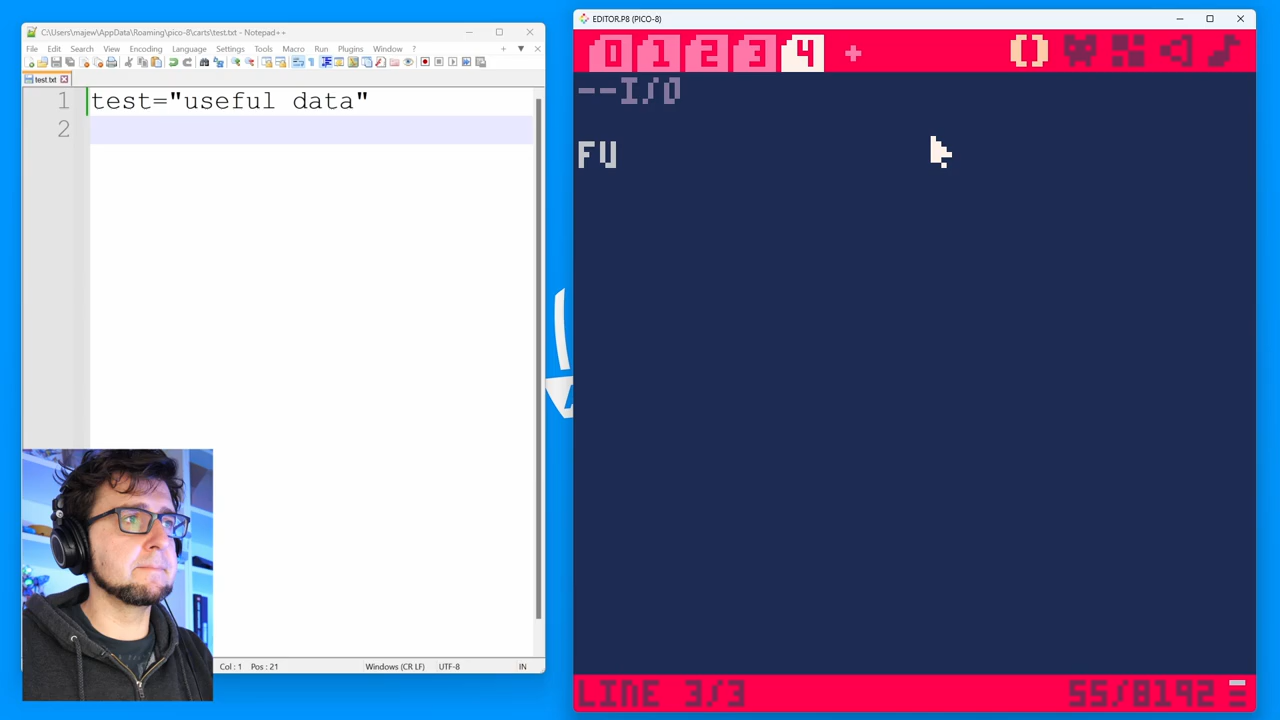 C:\Users\majew\AppData\Roaming\pico-8\carts\test.txt - Notepad++
File Edit Search View Encoding Language Settings Tools Macro Run Plugins Window ?
test.txt
1 test="useful data"
2
Col : 1 Pos : 21 Windows (CR LF) UTF-8 IN
EDITOR.P8 (PICO-8)
0 1 2 3 4 +
--I/O
FU
LINE 3/3 55/8192